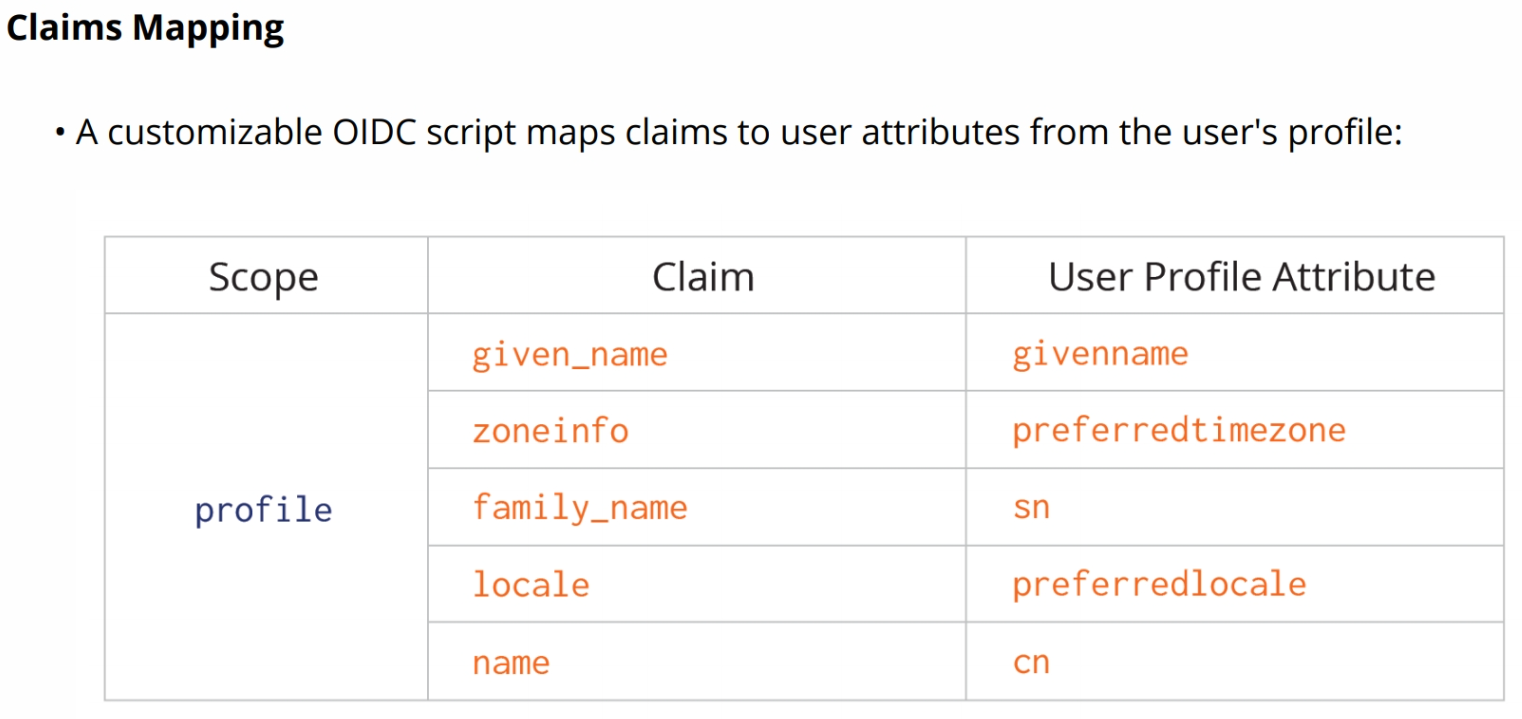 Claims Mapping
• A customizable OIDC script maps claims to user attributes from the user's profile:
Scope Claim User Profile Attribute
given_name givenname
zoneinfo preferredtimezone
profile family_name sn
locale preferredlocale
name cn